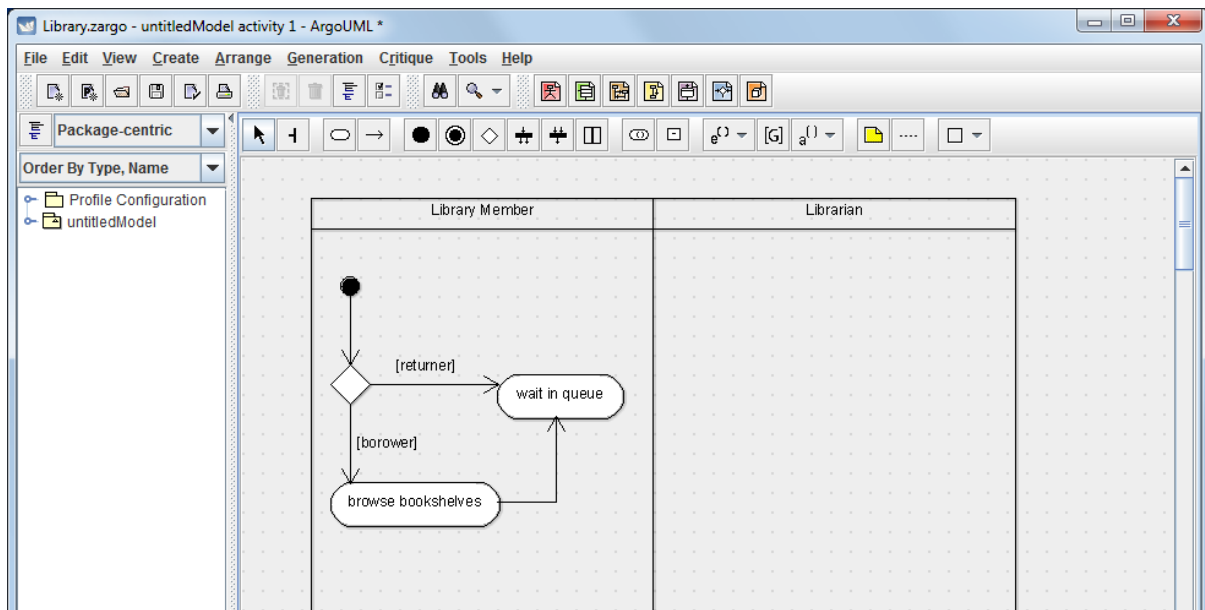 Library.zargo - untitledModel activity 1 - ArgoUML *
File Edit View Create Arrange Generation Critique Tools Help
Package-centric
Order By Type, Name
Profile Configuration
untitledModel
e() [G] a()
Library Member Librarian
[returner]
wait in queue
[borower]
browse bookshelves